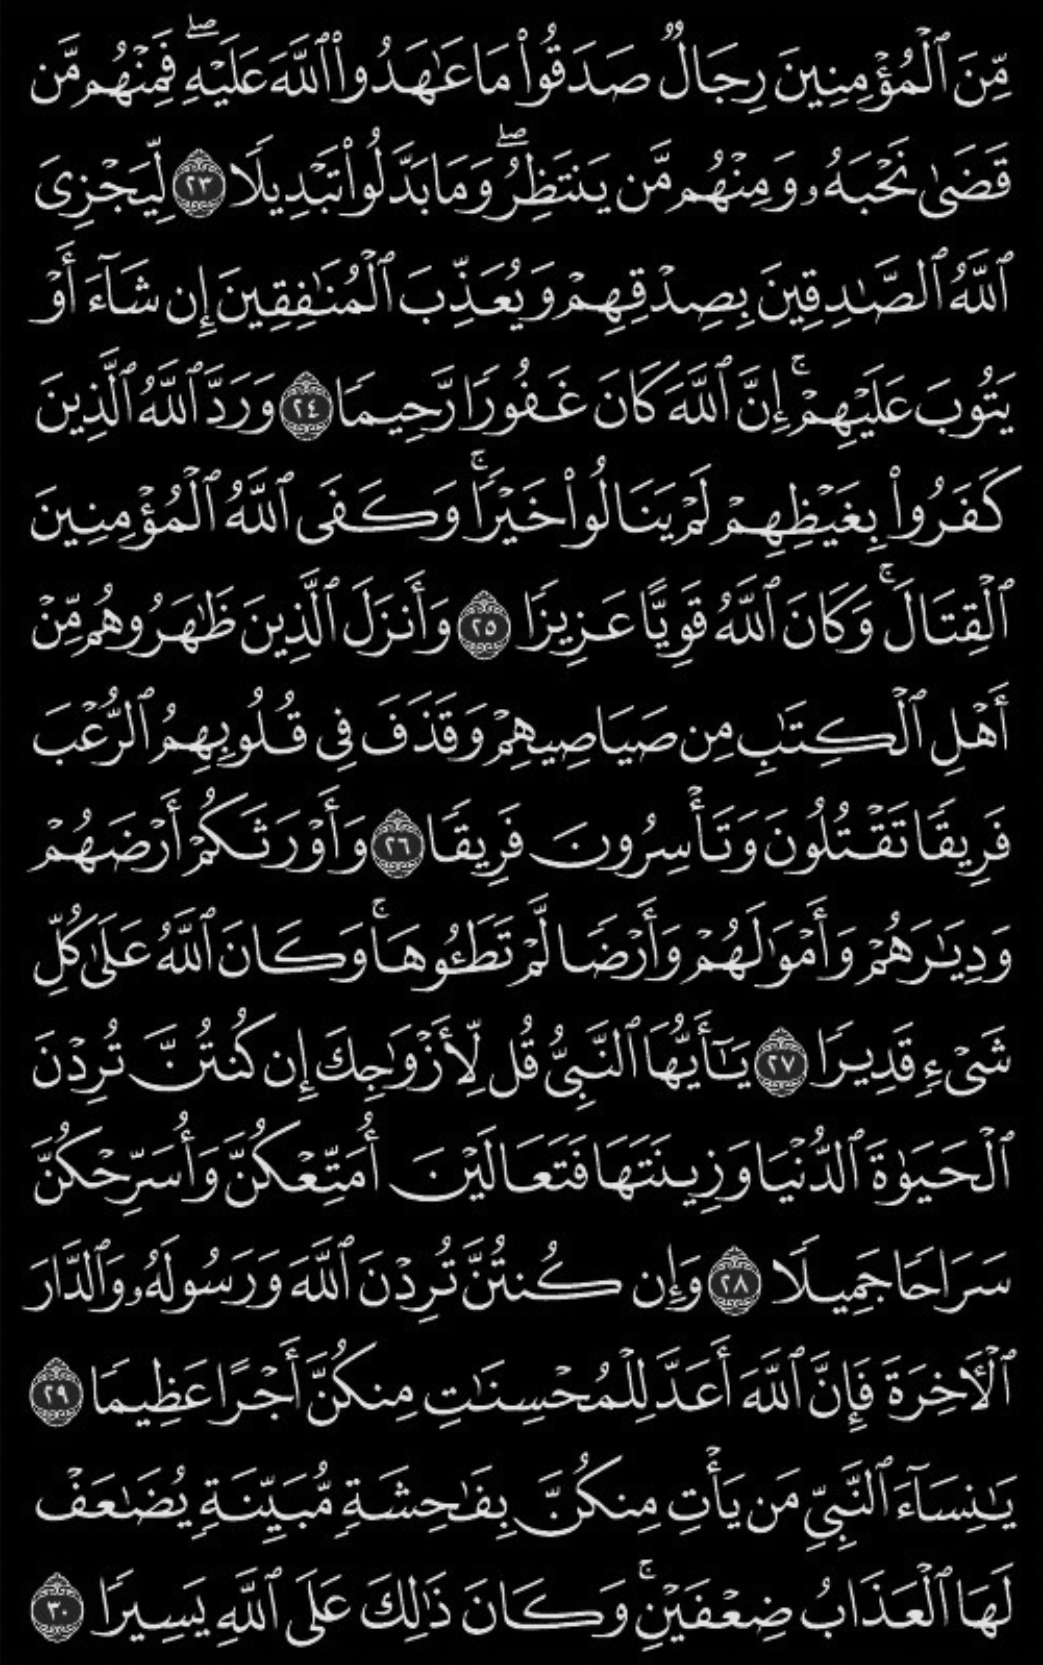 مِّنَ ٱلْمُؤْمِنِينَ رِجَالٌ صَدَقُوا۟ مَا عَـٰهَدُوا۟ ٱللَّهَ عَلَيْهِ ۖ فَمِنْهُم مَّن
قَضَىٰ نَحْبَهُۥ وَمِنْهُم مَّن يَنتَظِرُ ۖ وَمَا بَدَّلُوا۟ تَبْدِيلًا ٢٣ لِّيَجْزِىَ
ٱللَّهُ ٱلصَّـٰدِقِينَ بِصِدْقِهِمْ وَيُعَذِّبَ ٱلْمُنَـٰفِقِينَ إِن شَآءَ أَوْ
يَتُوبَ عَلَيْهِمْ ۚ إِنَّ ٱللَّهَ كَانَ غَفُورًا رَّحِيمًا ٢٤ وَرَدَّ ٱللَّهُ ٱلَّذِينَ
كَفَرُوا۟ بِغَيْظِهِمْ لَمْ يَنَالُوا۟ خَيْرًا ۚ وَكَفَى ٱللَّهُ ٱلْمُؤْمِنِينَ
ٱلْقِتَالَ ۚ وَكَانَ ٱللَّهُ قَوِيًّا عَزِيزًا ٢٥ وَأَنزَلَ ٱلَّذِينَ ظَـٰهَرُوهُم مِّنْ
أَهْلِ ٱلْكِتَـٰبِ مِن صَيَاصِيهِمْ وَقَذَفَ فِى قُلُوبِهِمُ ٱلرُّعْبَ
فَرِيقًا تَقْتُلُونَ وَتَأْسِرُونَ فَرِيقًا ٢٦ وَأَوْرَثَكُمْ أَرْضَهُمْ
وَدِيَـٰرَهُمْ وَأَمْوَٰلَهُمْ وَأَرْضًا لَّمْ تَطَـُٔوهَا ۚ وَكَانَ ٱللَّهُ عَلَىٰ كُلِّ
شَىْءٍ قَدِيرًا ٢٧ يَـٰٓأَيُّهَا ٱلنَّبِىُّ قُل لِّأَزْوَٰجِكَ إِن كُنتُنَّ تُرِدْنَ
ٱلْحَيَوٰةَ ٱلدُّنْيَا وَزِينَتَهَا فَتَعَالَيْنَ أُمَتِّعْكُنَّ وَأُسَرِّحْكُنَّ
سَرَاحًا جَمِيلًا ٢٨ وَإِن كُنتُنَّ تُرِدْنَ ٱللَّهَ وَرَسُولَهُۥ وَٱلدَّارَ
ٱلْـَٔاخِرَةَ فَإِنَّ ٱللَّهَ أَعَدَّ لِلْمُحْسِنَـٰتِ مِنكُنَّ أَجْرًا عَظِيمًا ٢٩
يَـٰنِسَآءَ ٱلنَّبِىِّ مَن يَأْتِ مِنكُنَّ بِفَـٰحِشَةٍ مُّبَيِّنَةٍ يُضَـٰعَفْ
لَهَا ٱلْعَذَابُ ضِعْفَيْنِ ۚ وَكَانَ ذَٰلِكَ عَلَى ٱللَّهِ يَسِيرًا ٣٠